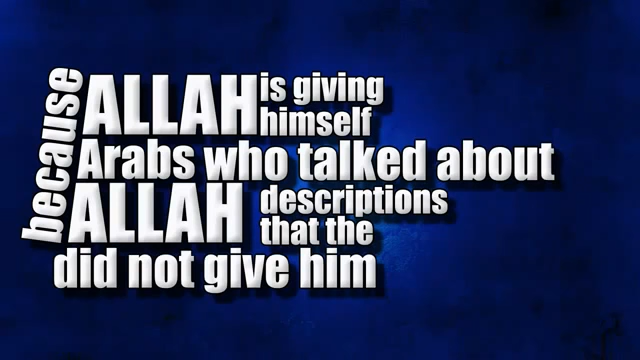 because
ALLAH is giving
himself
Arabs who talked about
ALLAH descriptions
that the
did not give him